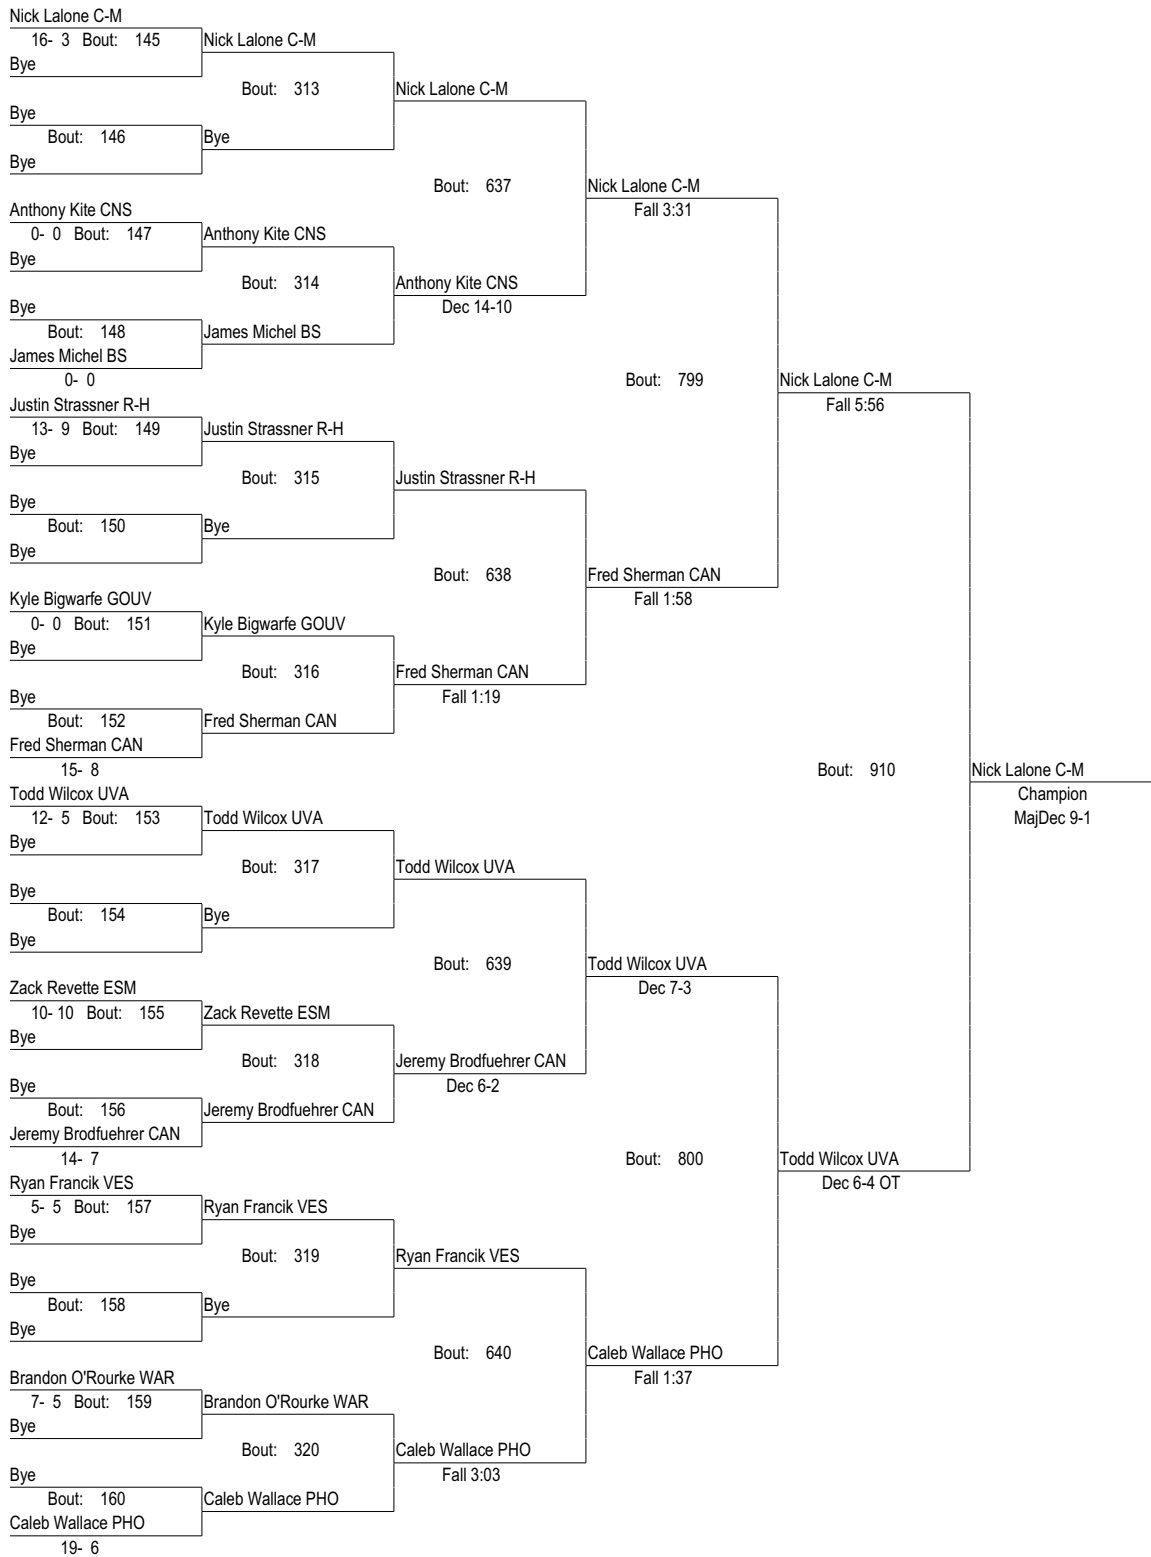 Nick Lalone C-M
16- 3 Bout: 145
Nick Lalone C-M
Bye
Bout: 313
Nick Lalone C-M
Bye
Bout: 146
Bye
Bye
Bout: 637
Nick Lalone C-M
Fall 3:31
Anthony Kite CNS
0- 0 Bout: 147
Anthony Kite CNS
Bye
Bout: 314
Anthony Kite CNS
Dec 14-10
Bye
Bout: 148
James Michel BS
James Michel BS
0- 0
Bout: 799
Nick Lalone C-M
Fall 5:56
Justin Strassner R-H
13- 9 Bout: 149
Justin Strassner R-H
Bye
Bout: 315
Justin Strassner R-H
Bye
Bout: 150
Bye
Bye
Bout: 638
Fred Sherman CAN
Fall 1:58
Kyle Bigwarfe GOUV
0- 0 Bout: 151
Kyle Bigwarfe GOUV
Bye
Bout: 316
Fred Sherman CAN
Fall 1:19
Bye
Bout: 152
Fred Sherman CAN
Fred Sherman CAN
15- 8
Bout: 910
Nick Lalone C-M
Champion
MajDec 9-1
Todd Wilcox UVA
12- 5 Bout: 153
Todd Wilcox UVA
Bye
Bout: 317
Todd Wilcox UVA
Bye
Bout: 154
Bye
Bye
Bout: 639
Todd Wilcox UVA
Dec 7-3
Zack Revette ESM
10- 10 Bout: 155
Zack Revette ESM
Bye
Bout: 318
Jeremy Brodfuehrer CAN
Dec 6-2
Bye
Bout: 156
Jeremy Brodfuehrer CAN
Jeremy Brodfuehrer CAN
14- 7
Bout: 800
Todd Wilcox UVA
Dec 6-4 OT
Ryan Francik VES
5- 5 Bout: 157
Ryan Francik VES
Bye
Bout: 319
Ryan Francik VES
Bye
Bout: 158
Bye
Bye
Bout: 640
Caleb Wallace PHO
Fall 1:37
Brandon O'Rourke WAR
7- 5 Bout: 159
Brandon O'Rourke WAR
Bye
Bout: 320
Caleb Wallace PHO
Fall 3:03
Bye
Bout: 160
Caleb Wallace PHO
Caleb Wallace PHO
19- 6